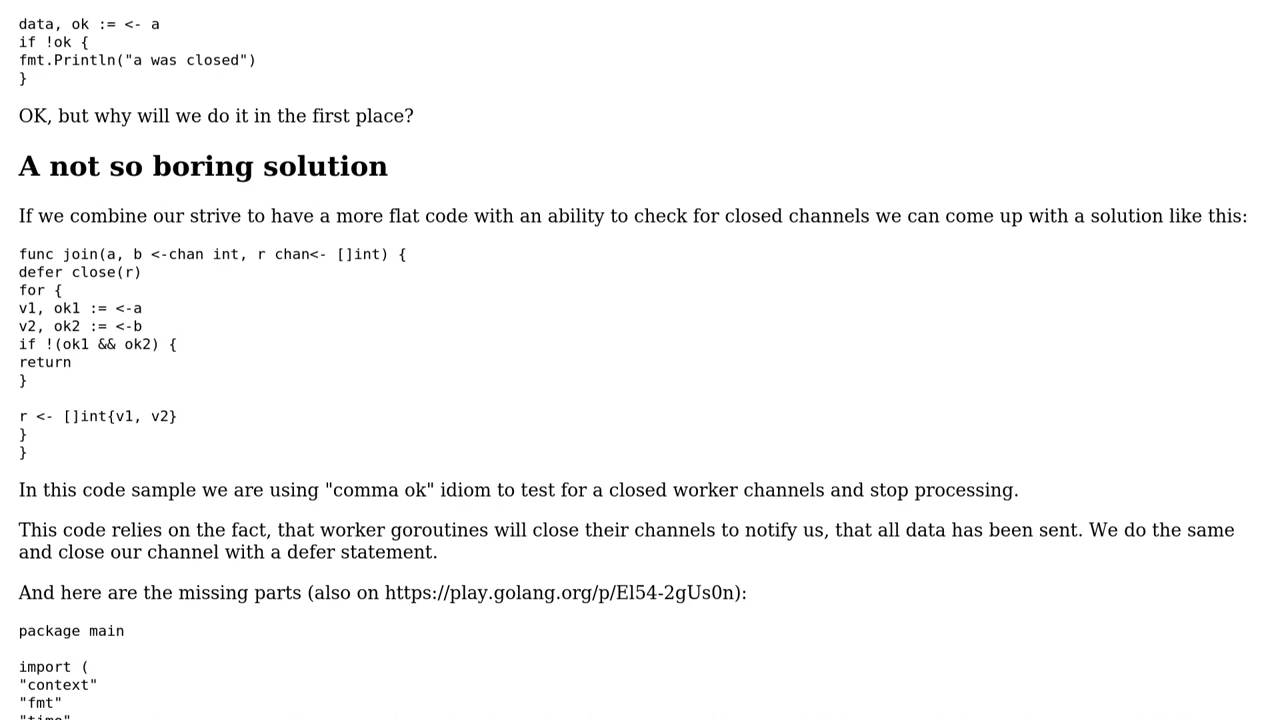 data, ok := <- a
if !ok {
fmt.Println("a was closed")
}
OK, but why will we do it in the first place?
A not so boring solution
If we combine our strive to have a more flat code with an ability to check for closed channels we can come up with a solution like this:
func join(a, b <-chan int, r chan<- []int) {
defer close(r)
for {
v1, ok1 := <-a
v2, ok2 := <-b
if !(ok1 && ok2) {
return
}
r <- []int{v1, v2}
}
}
In this code sample we are using "comma ok" idiom to test for a closed worker channels and stop processing.
This code relies on the fact, that worker goroutines will close their channels to notify us, that all data has been sent. We do the same
and close our channel with a defer statement.
And here are the missing parts (also on https://play.golang.org/p/El54-2gUs0n):
package main
import (
"context"
"fmt"
"time"